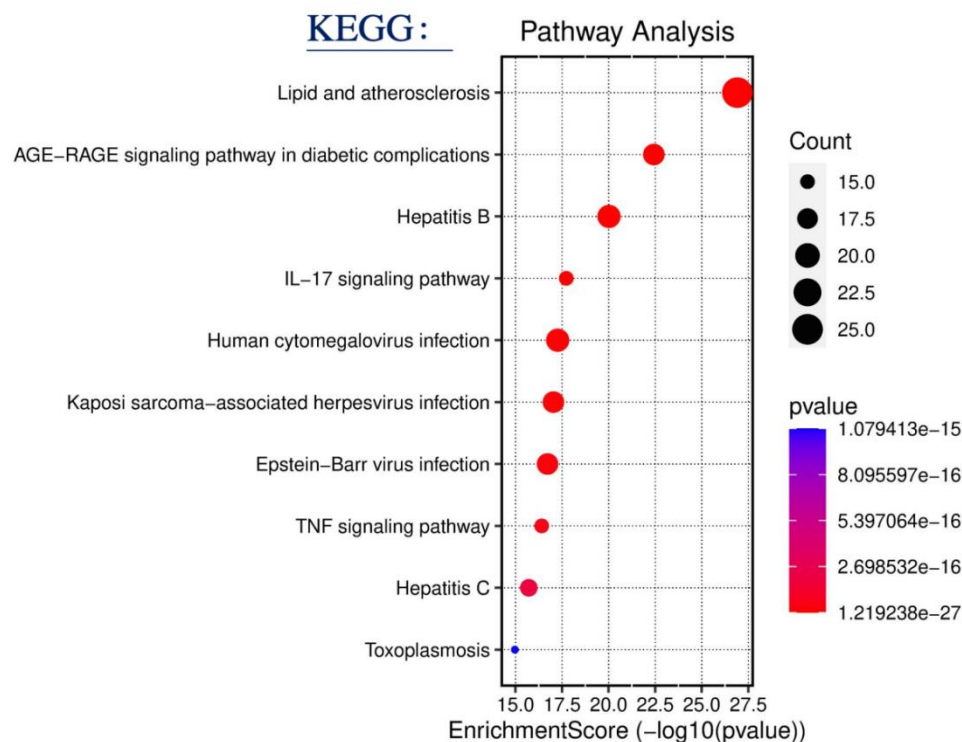 KEGG:
Pathway Analysis
Lipid and atherosclerosis
AGE−RAGE signaling pathway in diabetic complications
Hepatitis B
IL−17 signaling pathway
Human cytomegalovirus infection
Kaposi sarcoma−associated herpesvirus infection
Epstein−Barr virus infection
TNF signaling pathway
Hepatitis C
Toxoplasmosis
15.0 17.5 20.0 22.5 25.0 27.5
EnrichmentScore (−log10(pvalue))
Count
15.0
17.5
20.0
22.5
25.0
pvalue
1.079413e−15
8.095597e−16
5.397064e−16
2.698532e−16
1.219238e−27